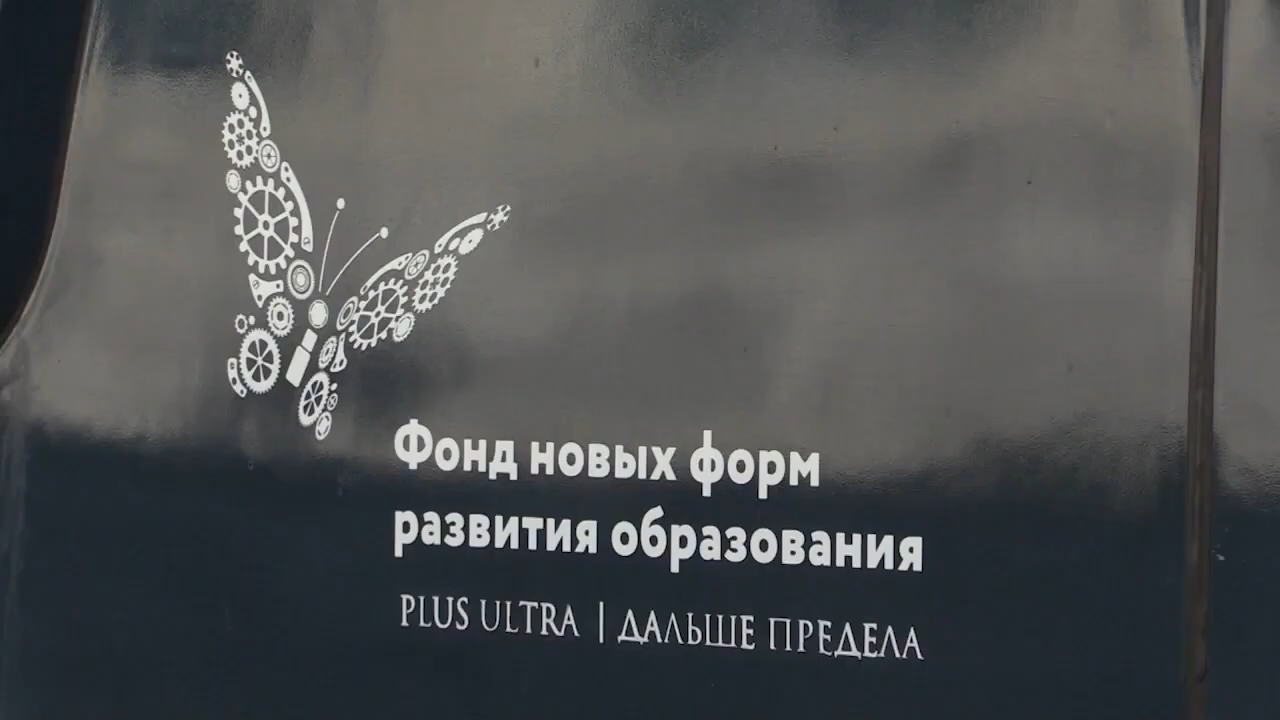 Фонд новых форм
развития образования
PLUS ULTRA | ДАЛЬШЕ ПРЕДЕЛА